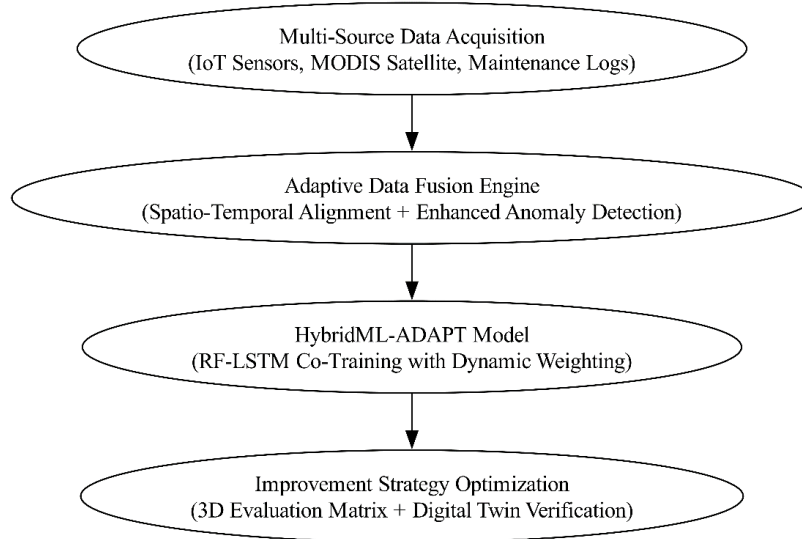 Multi-Source Data Acquisition
(IoT Sensors, MODIS Satellite, Maintenance Logs)
Adaptive Data Fusion Engine
(Spatio-Temporal Alignment + Enhanced Anomaly Detection)
HybridML-ADAPT Model
(RF-LSTM Co-Training with Dynamic Weighting)
Improvement Strategy Optimization
(3D Evaluation Matrix + Digital Twin Verification)